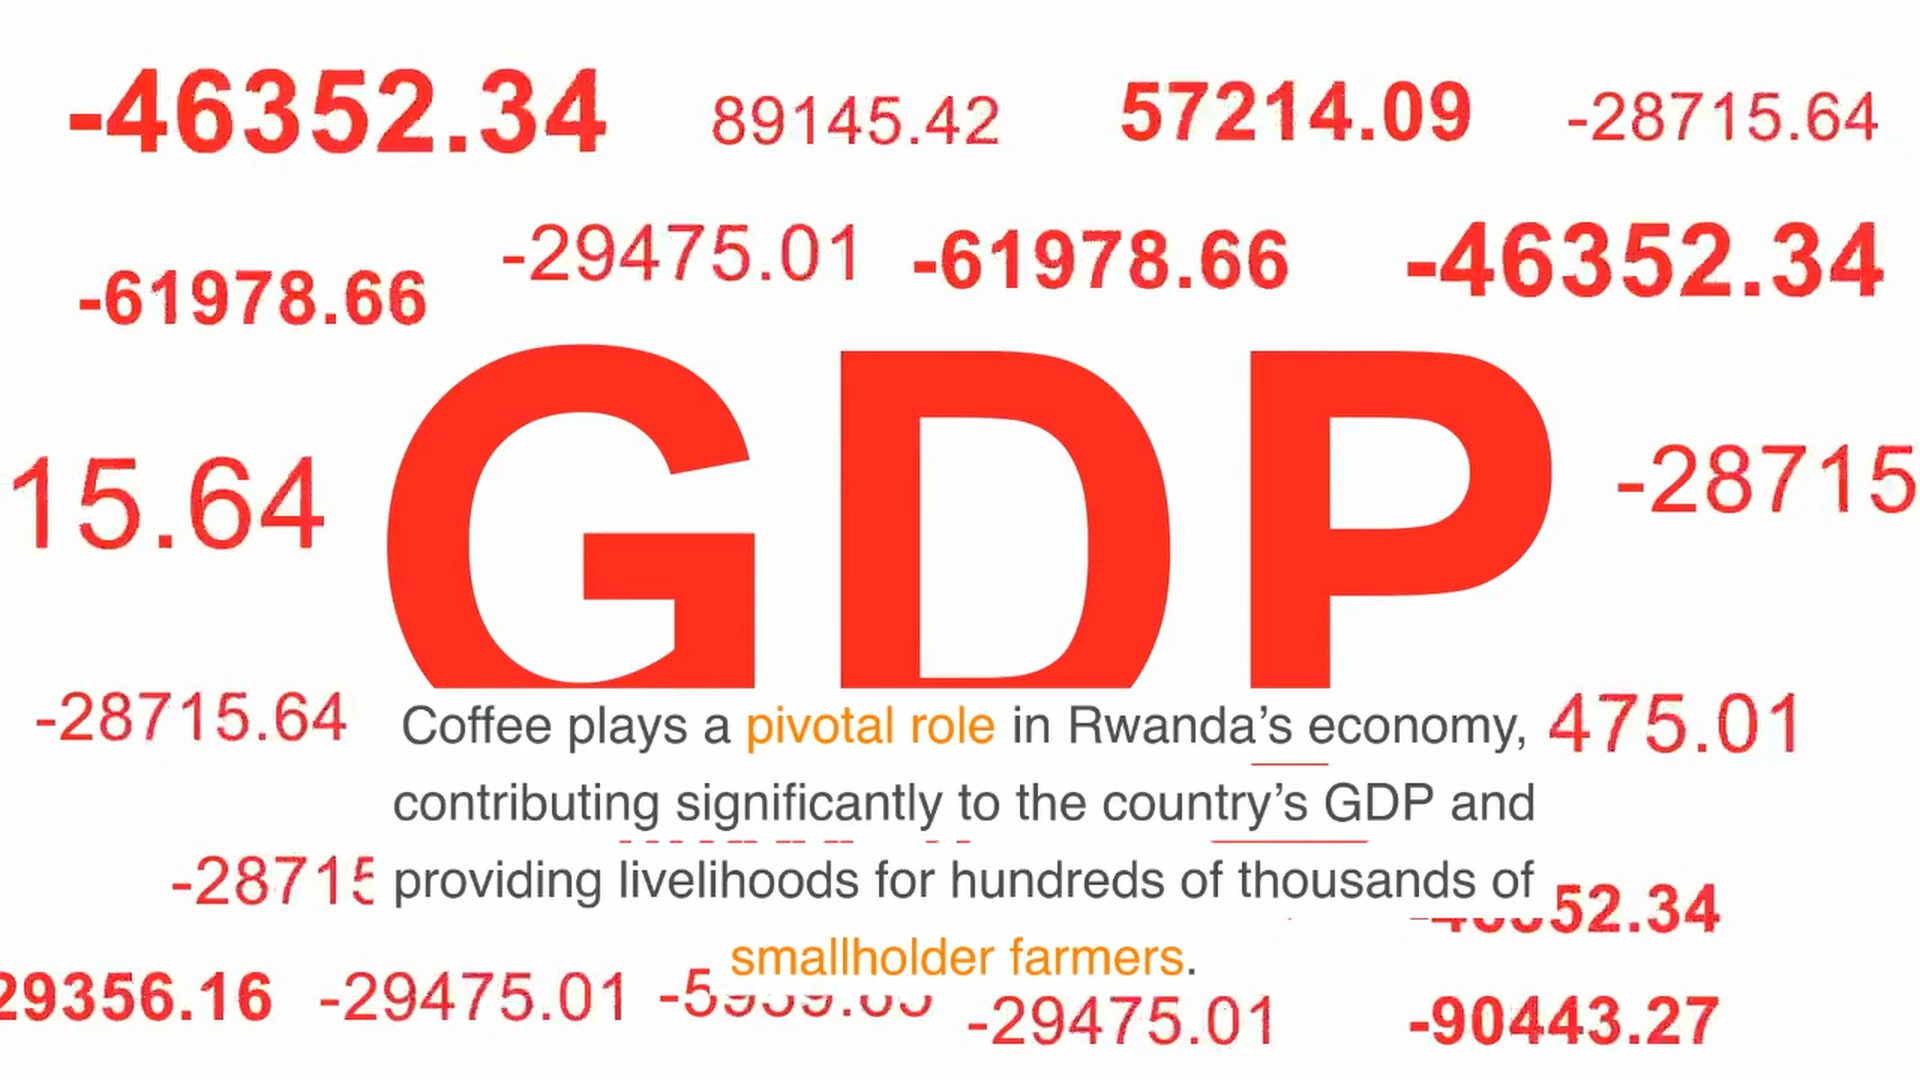 -46352.34 89145.42 57214.09 -28715.64
-61978.66 -29475.01 -61978.66 -46352.34
GDP
15.64 -28715
-28715.64 475.01
Coffee plays a pivotal role in Rwanda’s economy,
contributing significantly to the country’s GDP and
providing livelihoods for hundreds of thousands of
smallholder farmers.
-28715 52.34
29356.16 -29475.01 -29475.01 -90443.27